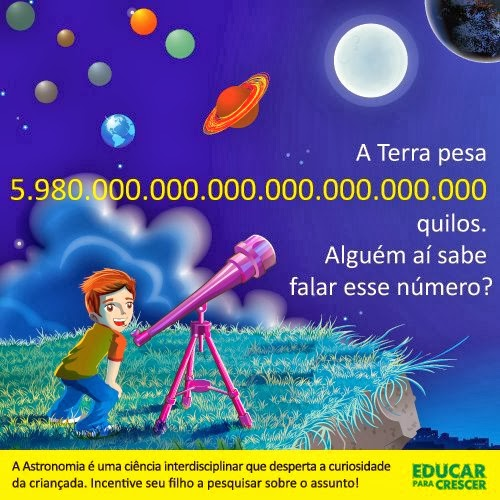 A Terra pesa
5.980.000.000.000.000.000.000.000
quilos.
Alguém aí sabe
falar esse número?
A Astronomia é uma ciência interdisciplinar que desperta a curiosidade
da criançada. Incentive seu filho a pesquisar sobre o assunto!
EDUCAR
PARA CRESCER